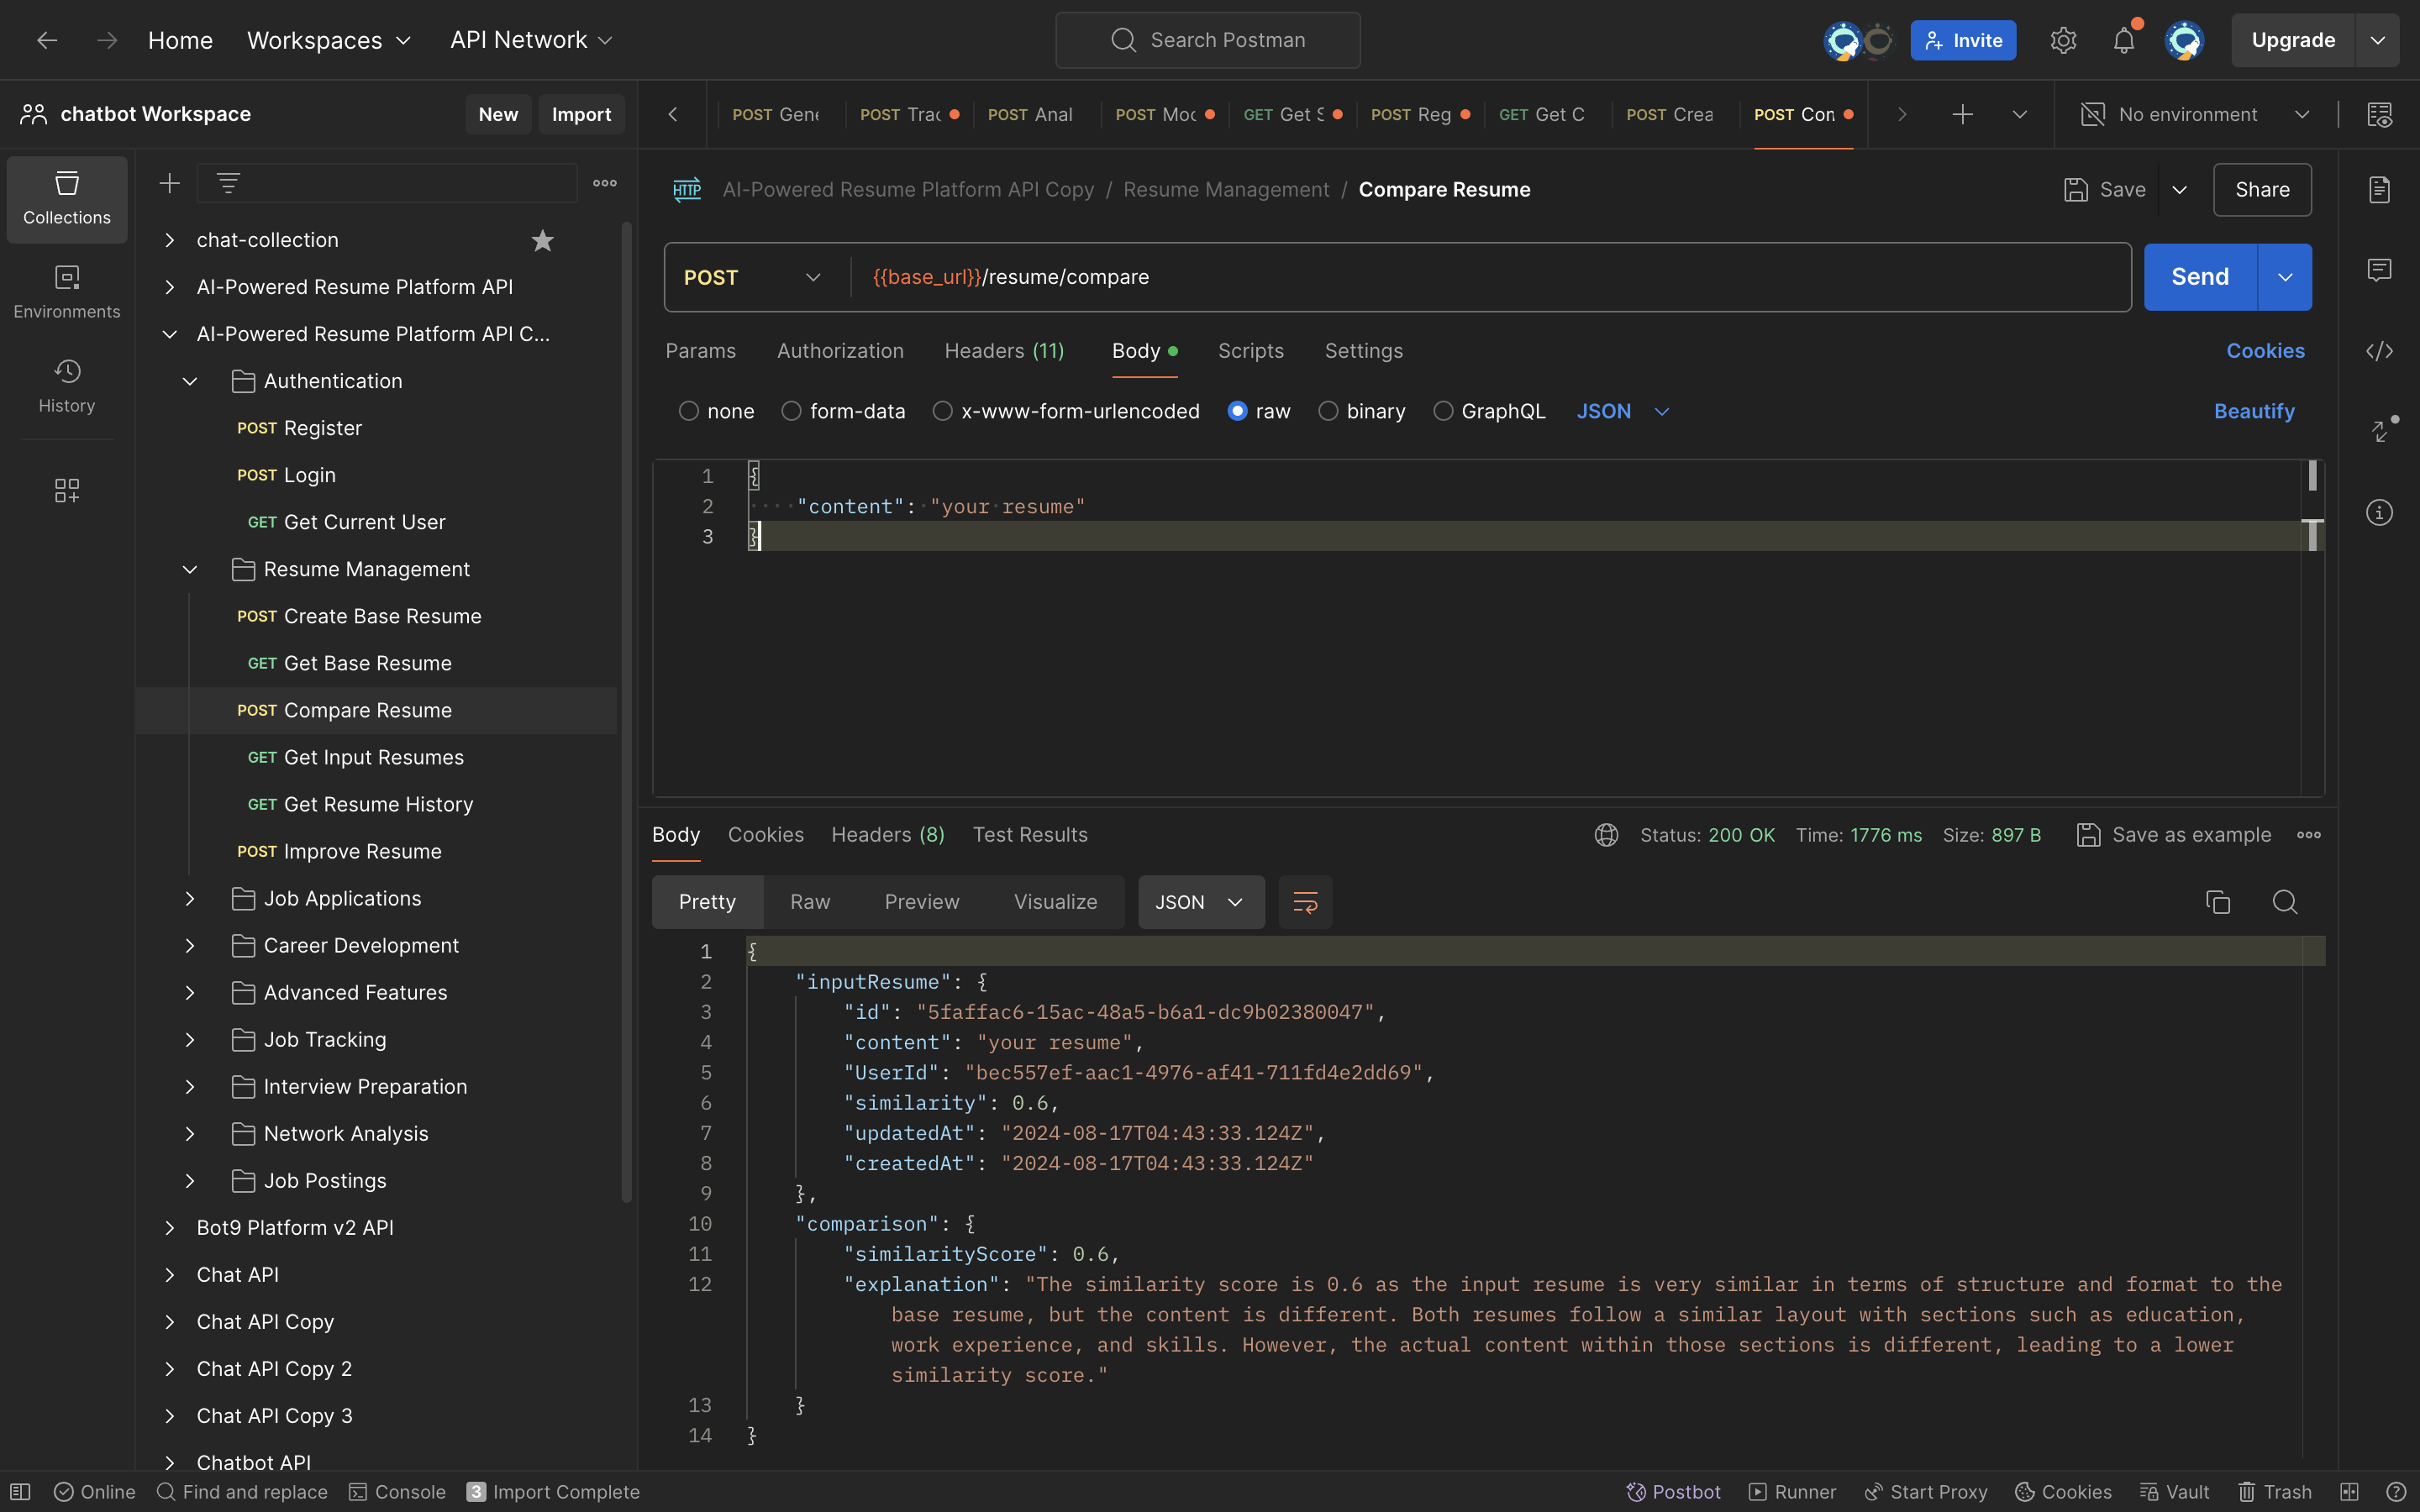 Home Workspaces API Network Search Postman Invite Upgrade
chatbot Workspace New Import
POST Gene POST Trac POST Anal POST Moc GET Get S POST Reg GET Get C POST Crea POST Con No environment
Collections
Environments
History
chat-collection
AI-Powered Resume Platform API
AI-Powered Resume Platform API C...
Authentication
POST Register
POST Login
GET Get Current User
Resume Management
POST Create Base Resume
GET Get Base Resume
POST Compare Resume
GET Get Input Resumes
GET Get Resume History
POST Improve Resume
Job Applications
Career Development
Advanced Features
Job Tracking
Interview Preparation
Network Analysis
Job Postings
Bot9 Platform v2 API
Chat API
Chat API Copy
Chat API Copy 2
Chat API Copy 3
Chatbot API
HTTP AI-Powered Resume Platform API Copy / Resume Management / Compare Resume Save Share
POST {{base_url}}/resume/compare Send
Params Authorization Headers (11) Body Scripts Settings Cookies
none form-data x-www-form-urlencoded raw binary GraphQL JSON Beautify
1 {
2 "content": "your resume"
3 }
Body Cookies Headers (8) Test Results Status: 200 OK Time: 1776 ms Size: 897 B Save as example
Pretty Raw Preview Visualize JSON
1 {
2 "inputResume": {
3 "id": "5faffac6-15ac-48a5-b6a1-dc9b02380047",
4 "content": "your resume",
5 "UserId": "bec557ef-aac1-4976-af41-711fd4e2dd69",
6 "similarity": 0.6,
7 "updatedAt": "2024-08-17T04:43:33.124Z",
8 "createdAt": "2024-08-17T04:43:33.124Z"
9 },
10 "comparison": {
11 "similarityScore": 0.6,
12 "explanation": "The similarity score is 0.6 as the input resume is very similar in terms of structure and format to the
base resume, but the content is different. Both resumes follow a similar layout with sections such as education,
work experience, and skills. However, the actual content within those sections is different, leading to a lower
similarity score."
13 }
14 }
Online Find and replace Console 3 Import Complete Postbot Runner Start Proxy Cookies Vault Trash